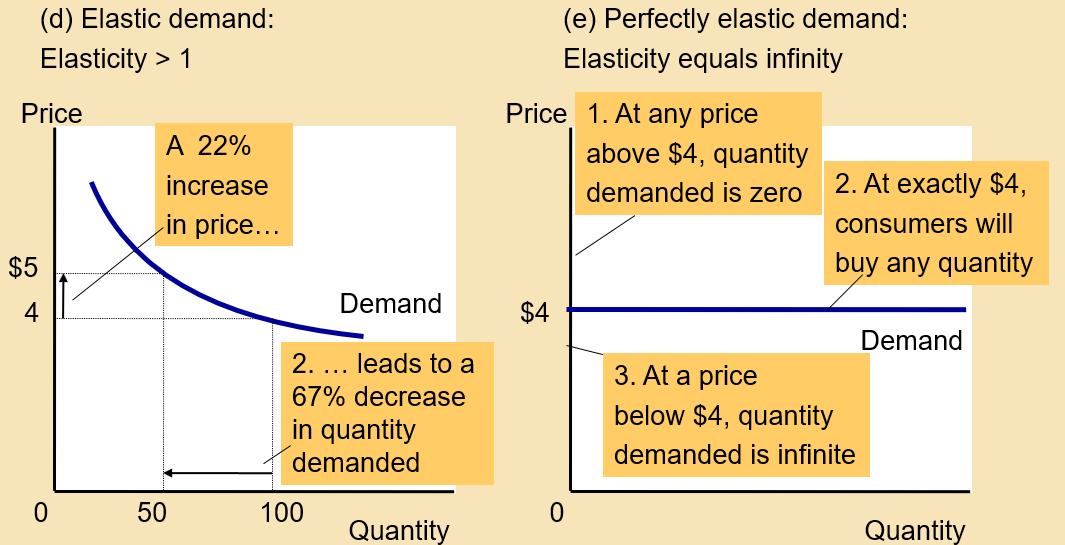 (d) Elastic demand:
Elasticity > 1
Price
A 22%
increase
in price…
$5
4
Demand
2. … leads to a
67% decrease
in quantity
demanded
0
50
100
Quantity
(e) Perfectly elastic demand:
Elasticity equals infinity
Price
1. At any price
above $4, quantity
demanded is zero
2. At exactly $4,
consumers will
buy any quantity
$4
Demand
3. At a price
below $4, quantity
demanded is infinite
0
Quantity